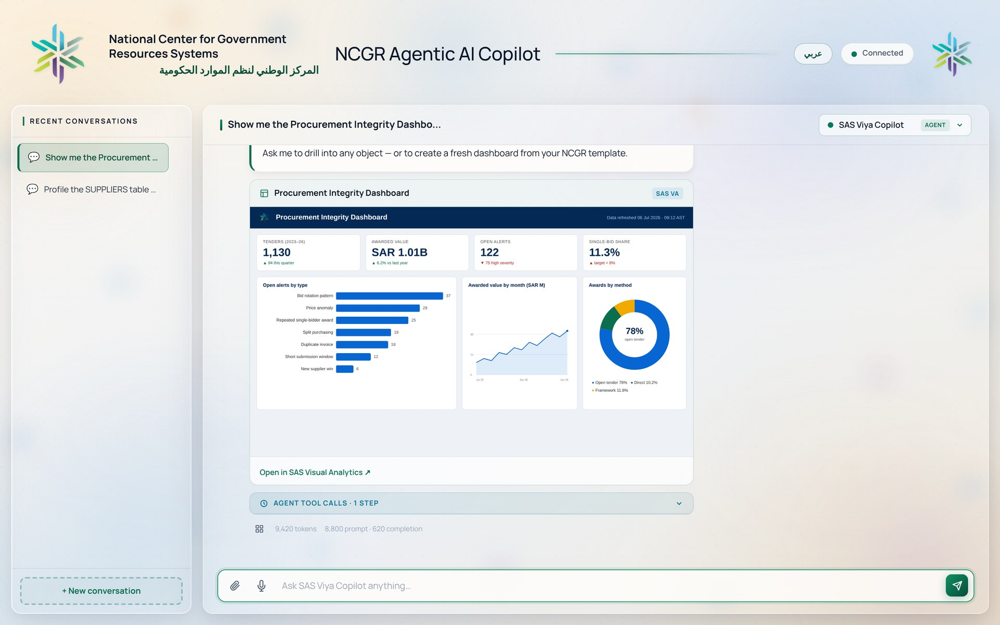 National Center for Government
Resources Systems
المركز الوطني لنظم الموارد الحكومية
NCGR Agentic AI Copilot
عربي
Connected
RECENT CONVERSATIONS
Show me the Procurement ...
Profile the SUPPLIERS table ...
+ New conversation
Show me the Procurement Integrity Dashbo...
SAS Viya Copilot
AGENT
Ask me to drill into any object — or to create a fresh dashboard from your NCGR template.
Procurement Integrity Dashboard
SAS VA
Procurement Integrity Dashboard
Data refreshed 06 Jul 2026 · 09:12 AST
TENDERS (2023–26)
1,130
▲ 94 this quarter
AWARDED VALUE
SAR 1.01B
▲ 6.2% vs last year
OPEN ALERTS
122
▼ 75 high severity
SINGLE-BID SHARE
11.3%
▲ target < 8%
Open alerts by type
Bid rotation pattern 37
Price anomaly 29
Repeated single-bidder award 25
Split purchasing 19
Duplicate invoice 18
Short submission window 12
New supplier win 6
Awarded value by month (SAR M)
0
Jul 25 Jan 26 Jun 26
Awards by method
78%
open tender
Open tender 78% Direct 10.2%
Framework 11.8%
Open in SAS Visual Analytics ↗
AGENT TOOL CALLS · 1 STEP
9,420 tokens 8,800 prompt · 620 completion
Ask SAS Viya Copilot anything...